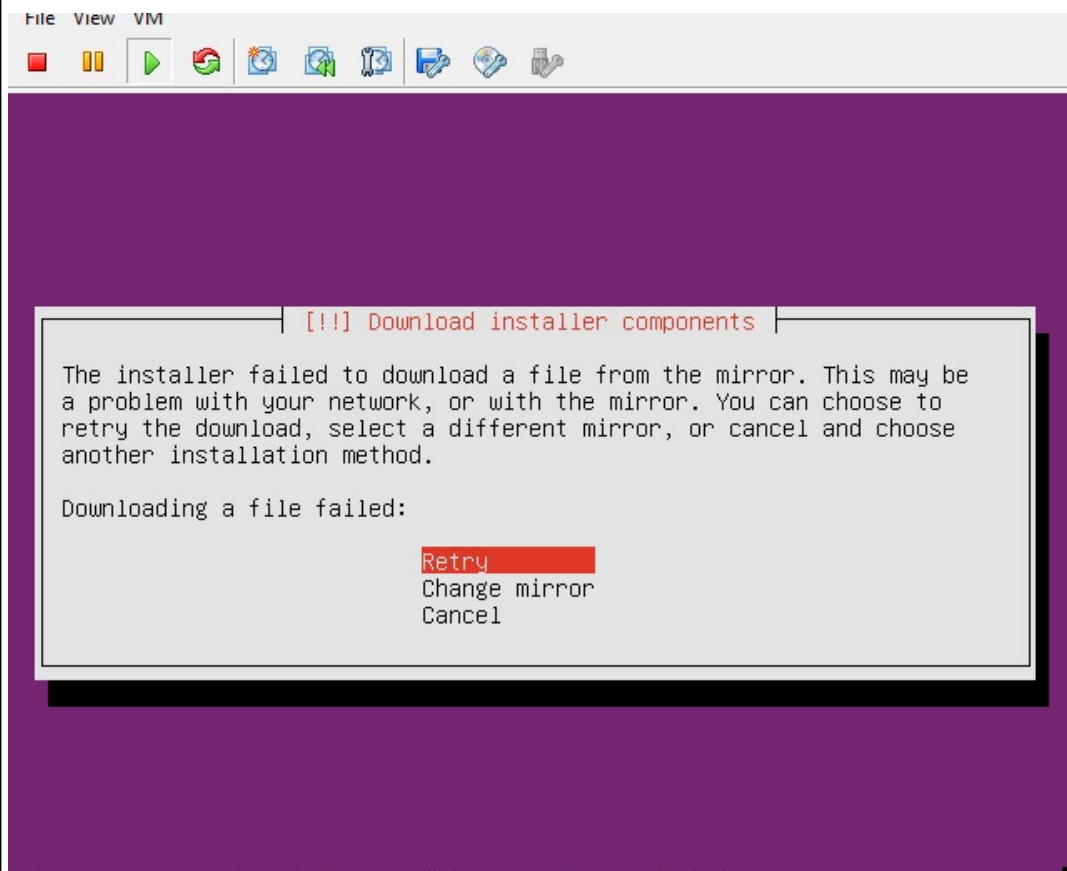 File View VM
[!!] Download installer components
The installer failed to download a file from the mirror. This may be
a problem with your network, or with the mirror. You can choose to
retry the download, select a different mirror, or cancel and choose
another installation method.
Downloading a file failed:
Retry
Change mirror
Cancel